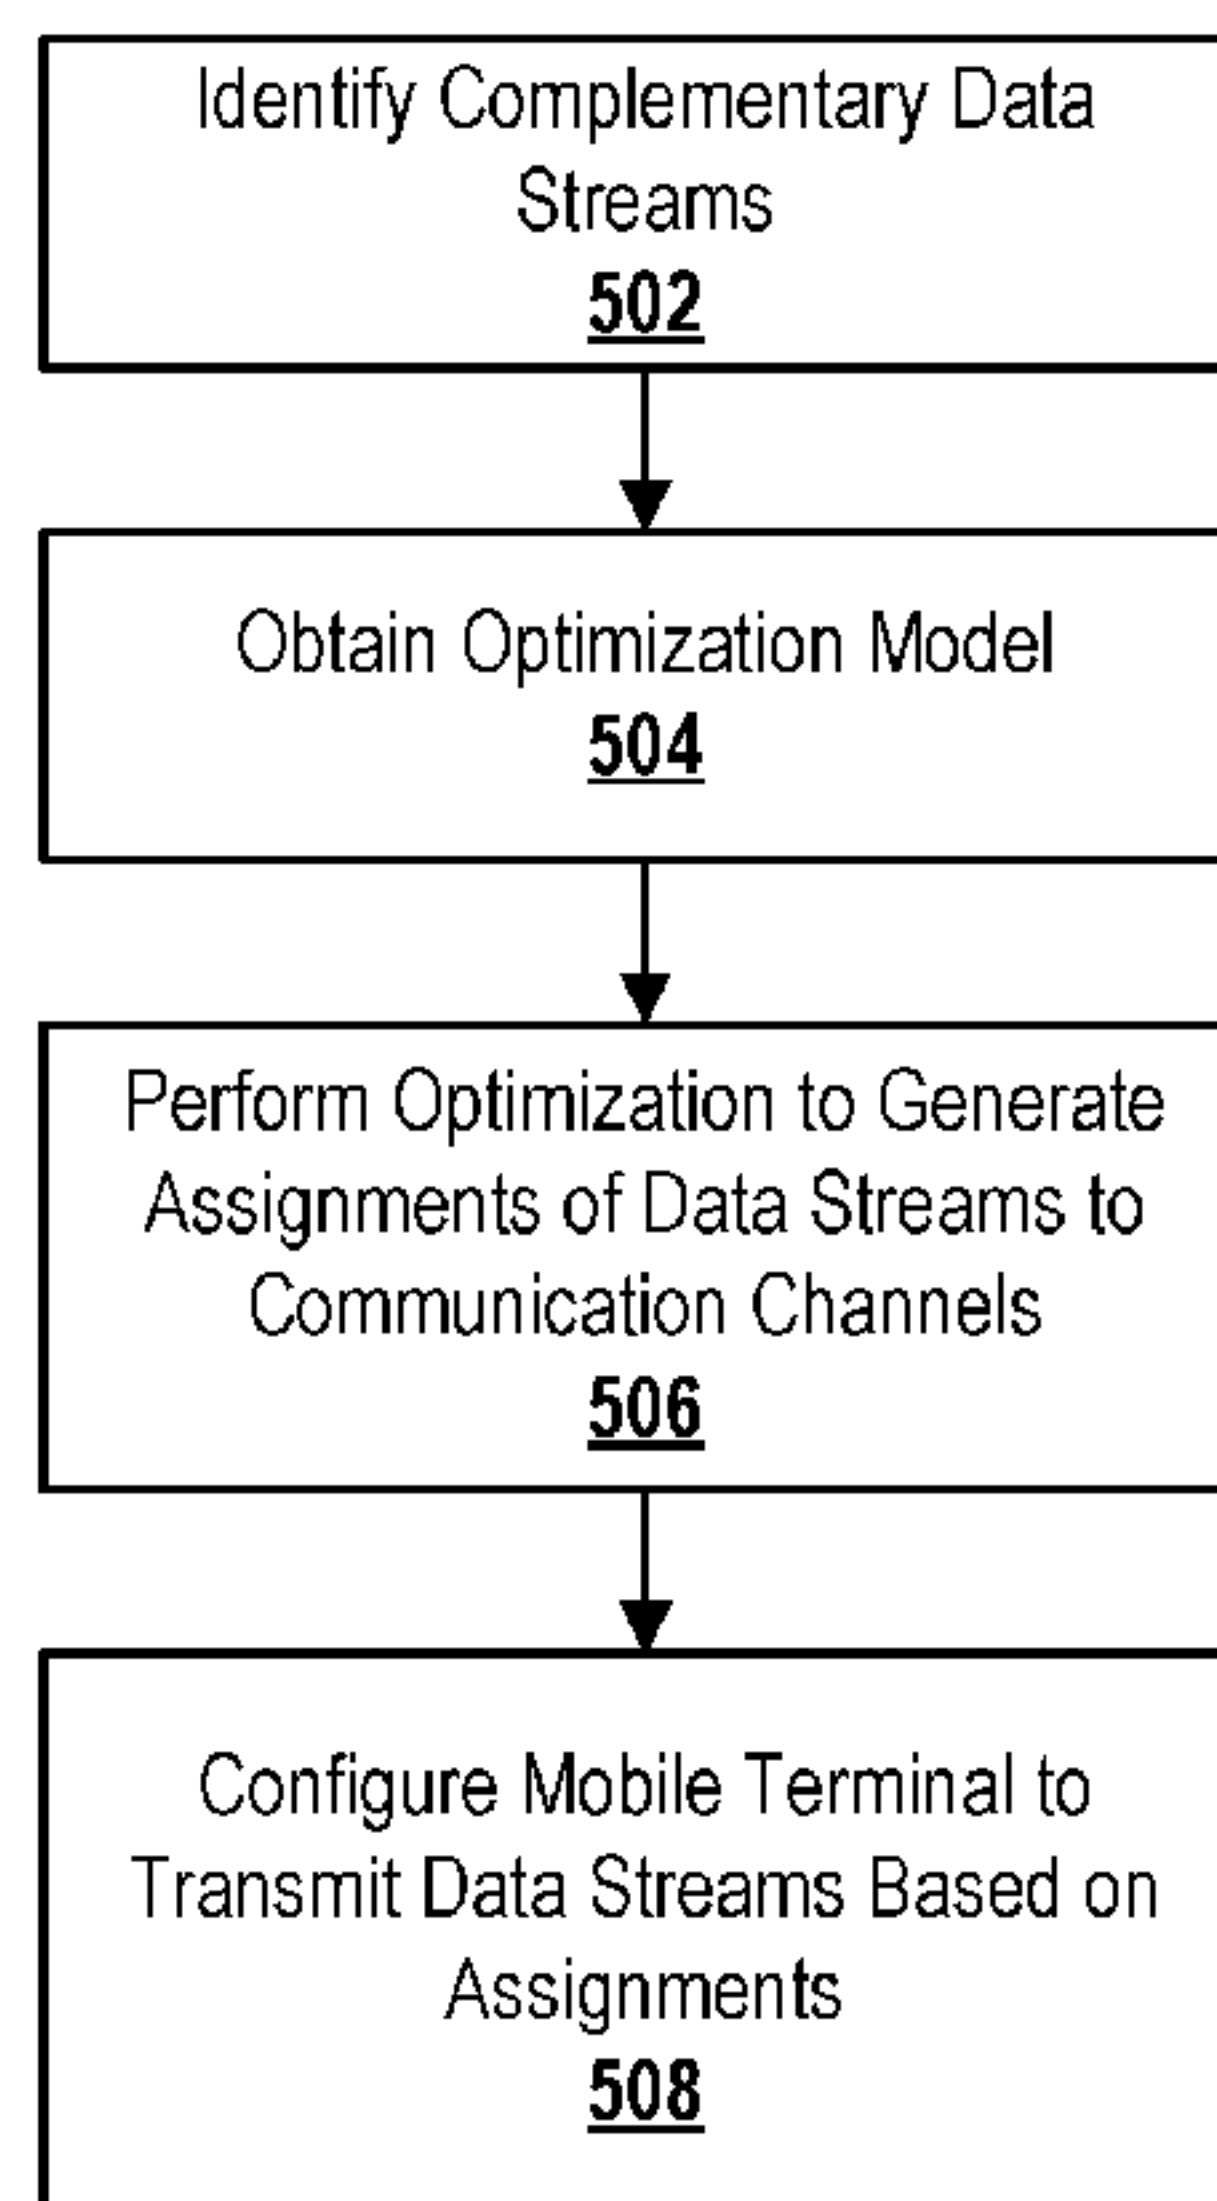 Identify Complementary Data
Streams
502
Obtain Optimization Model
504
Perform Optimization to Generate
Assignments of Data Streams to
Communication Channels
506
Configure Mobile Terminal to
Transmit Data Streams Based on
Assignments
508